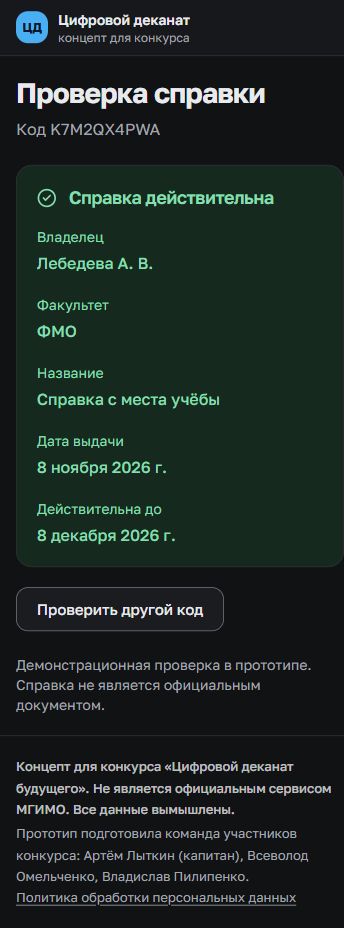 ЦД
Цифровой деканат
концепт для конкурса
Проверка справки
Код K7M2QX4PWA
Справка действительна
Владелец
Лебедева А. В.
Факультет
ФМО
Название
Справка с места учёбы
Дата выдачи
8 ноября 2026 г.
Действительна до
8 декабря 2026 г.
Проверить другой код
Демонстрационная проверка в прототипе.
Справка не является официальным
документом.
Концепт для конкурса «Цифровой деканат
будущего». Не является официальным сервисом
МГИМО. Все данные вымышлены.
Прототип подготовила команда участников
конкурса: Артём Лыткин (капитан), Всеволод
Омельченко, Владислав Пилипенко.
Политика обработки персональных данных